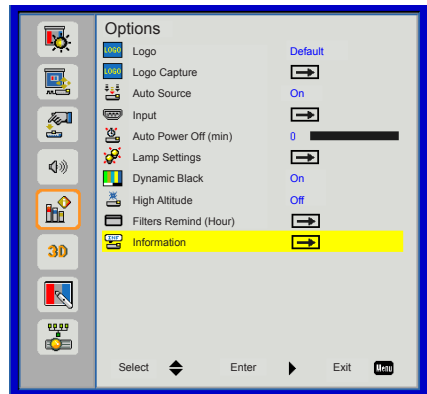 Options
LOGO Logo Default
LOGO Logo Capture
Auto Source On
Input
Auto Power Off (min) 0
Lamp Settings
Dynamic Black On
High Altitude Off
Filters Remind (Hour)
Information
3D
Select Enter Exit Menu